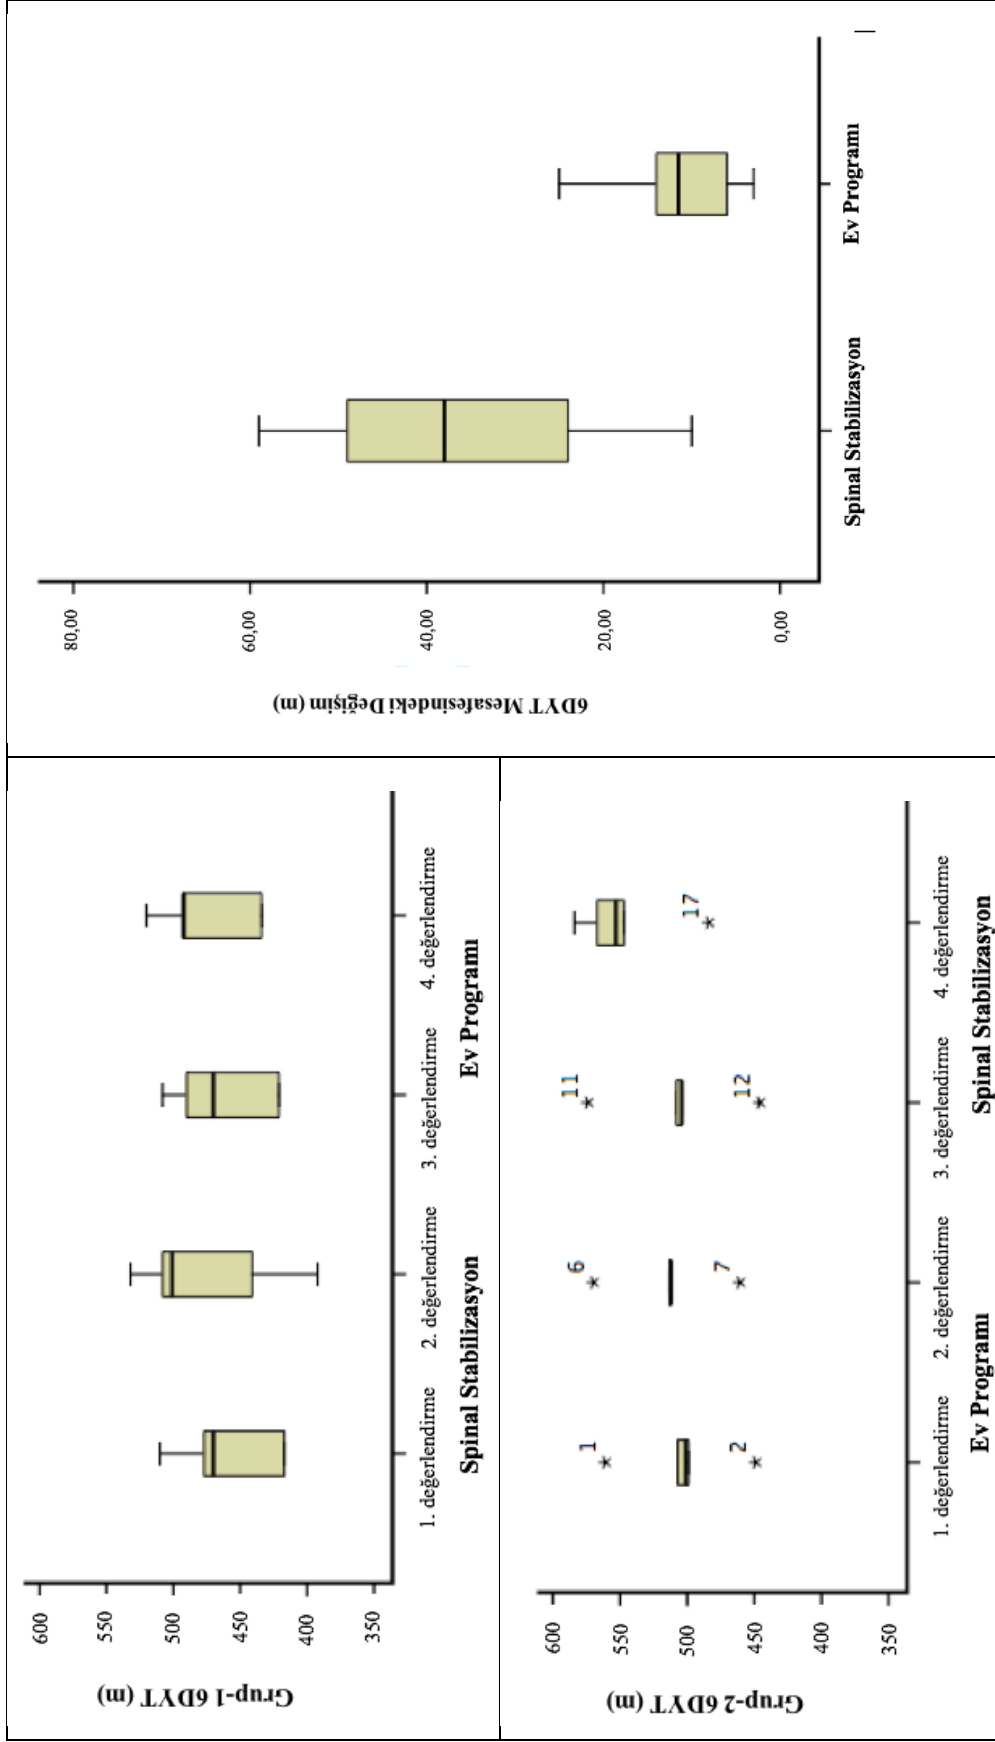 Grup-1 6DYT (m)
600
550
500
450
400
350
1. değerlendirme
2. değerlendirme
3. değerlendirme
4. değerlendirme
Spinal Stabilizasyon
Ev Programı
Grup-2 6DYT (m)
600
550
500
450
400
350
1
2
6
7
11
12
17
1. değerlendirme
2. değerlendirme
3. değerlendirme
4. değerlendirme
Ev Programı
Spinal Stabilizasyon
6DYT Mesafesindeki Değişim (m)
80,00
60,00
40,00
20,00
0,00
Spinal Stabilizasyon
Ev Programı